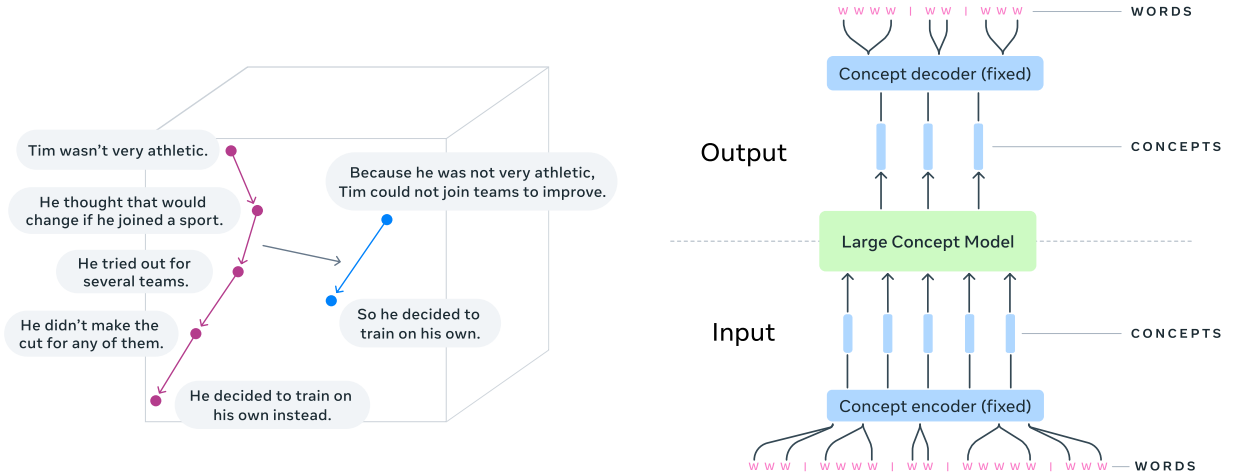 Tim wasn’t very athletic.
He thought that would
change if he joined a sport.
He tried out for
several teams.
He didn’t make the
cut for any of them.
He decided to train on
his own instead.
Because he was not very athletic,
Tim could not join teams to improve.
So he decided to
train on his own.
W W W W | W W | W W W
WORDS
Concept decoder (fixed)
Output
CONCEPTS
Large Concept Model
Input
CONCEPTS
Concept encoder (fixed)
W W W | W W W W | W W | W W W W W | W W W
WORDS